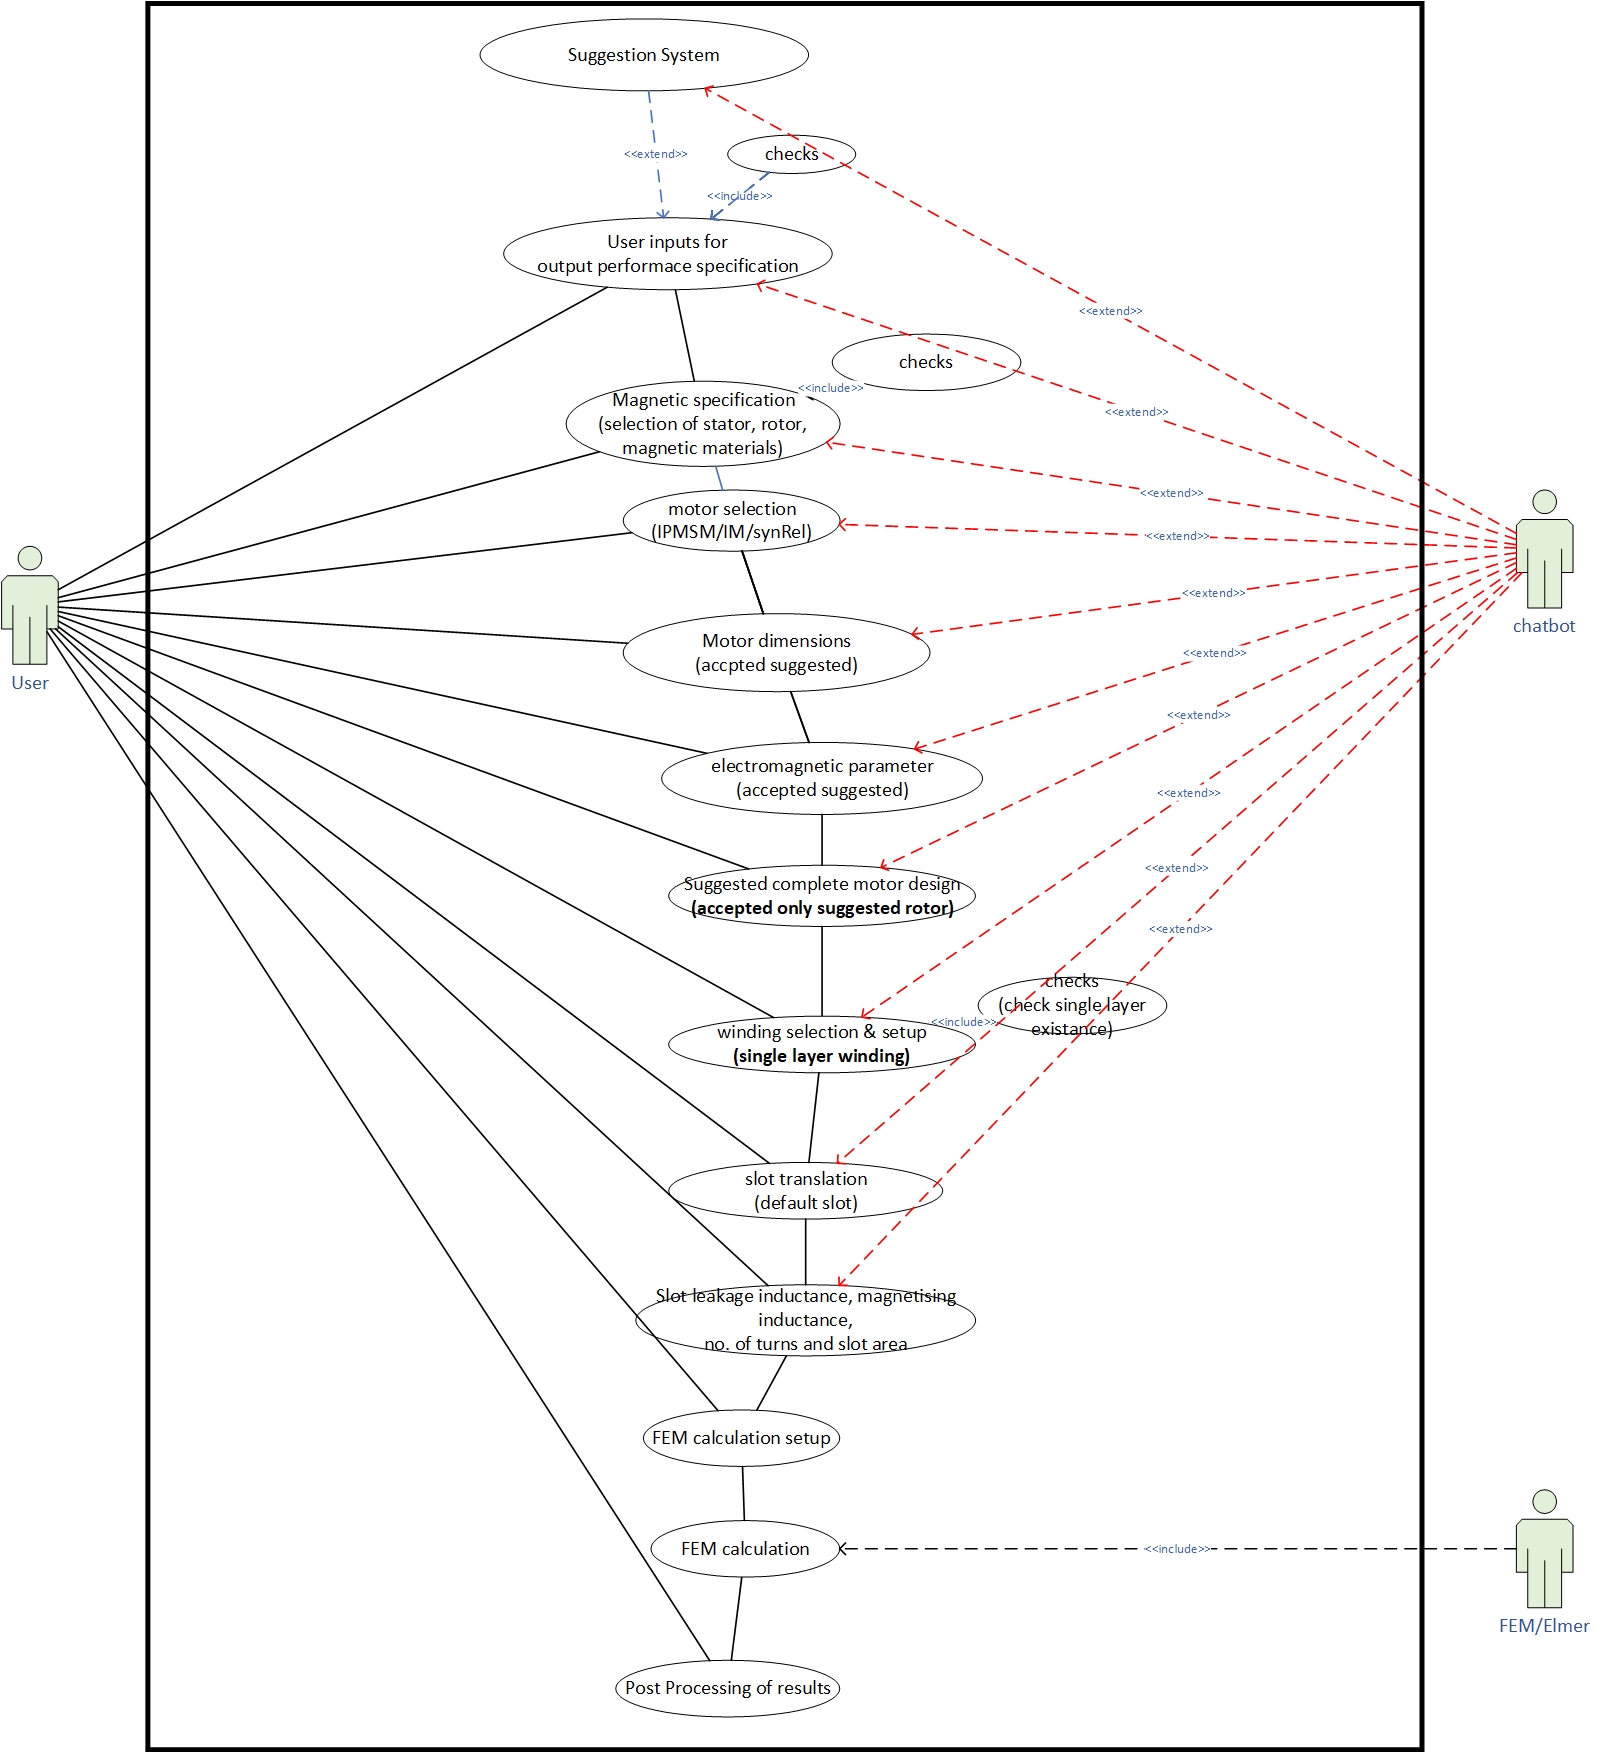 Suggestion System
<<extend>>
checks
<<include>>
User inputs for
output performace specification
<<extend>>
checks
<<include>>
<<extend>>
Magnetic specification
(selection of stator, rotor,
magnetic materials)
<<extend>>
motor selection
(IPMSM/IM/synRel)
<<extend>>
<<extend>>
chatbot
Motor dimensions
(accpted suggested)
<<extend>>
User
<<extend>>
electromagnetic parameter
(accepted suggested)
<<extend>>
<<extend>>
Suggested complete motor design
(accepted only suggested rotor)
<<extend>>
checks
(check single layer
existance)
<<include>>
winding selection & setup
(single layer winding)
slot translation
(default slot)
Slot leakage inductance, magnetising
inductance,
no. of turns and slot area
FEM calculation setup
FEM calculation
<<include>>
FEM/Elmer
Post Processing of results